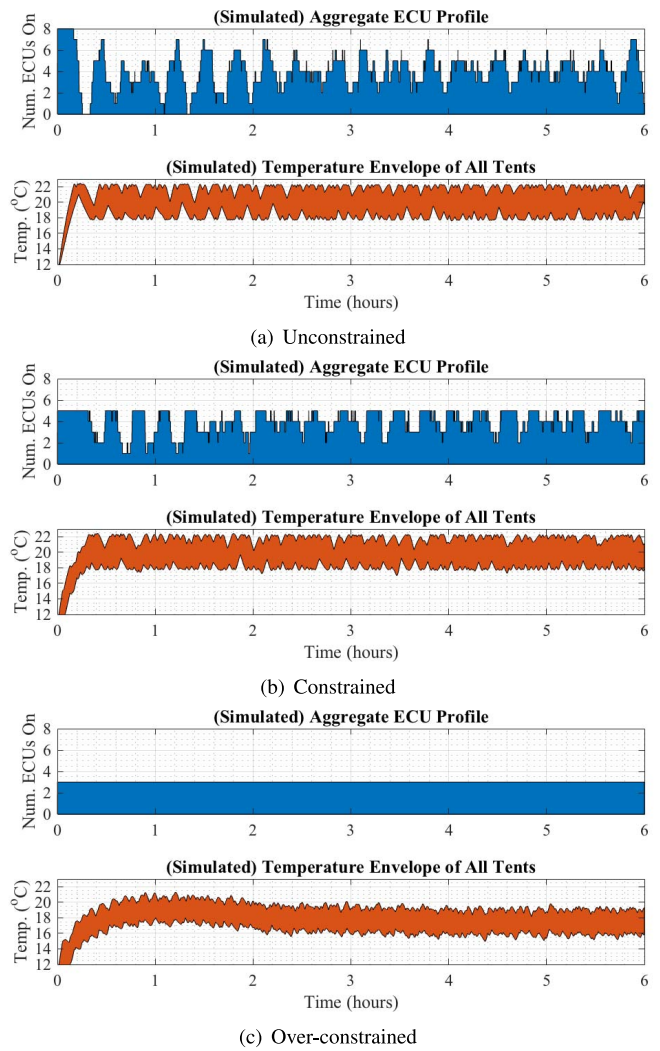 (Simulated) Aggregate ECU Profile
Num. ECUs On
8
6
4
2
0
0 1 2 3 4 5 6
(Simulated) Temperature Envelope of All Tents
Temp. (°C)
22
20
18
16
14
12
0 1 2 3 4 5 6
Time (hours)
(a) Unconstrained
(Simulated) Aggregate ECU Profile
Num. ECUs On
8
6
4
2
0
0 1 2 3 4 5 6
(Simulated) Temperature Envelope of All Tents
Temp. (°C)
22
20
18
16
14
12
0 1 2 3 4 5 6
Time (hours)
(b) Constrained
(Simulated) Aggregate ECU Profile
Num. ECUs On
8
6
4
2
0
0 1 2 3 4 5 6
(Simulated) Temperature Envelope of All Tents
Temp. (°C)
22
20
18
16
14
12
0 1 2 3 4 5 6
Time (hours)
(c) Over-constrained